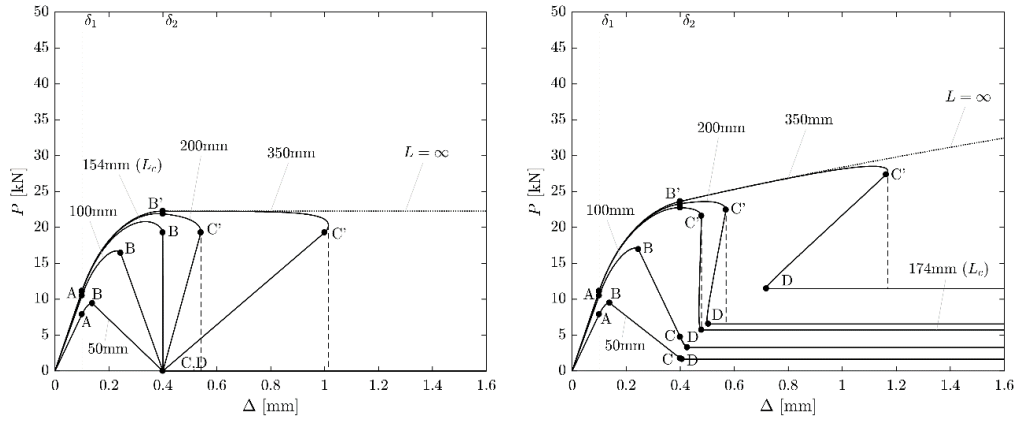 50
45
40
35
30
25
20
15
10
5
0
P [kN]
δ1 δ2
154mm (Lc)
200mm
350mm
L = ∞
100mm
B'
B
C'
C'
B
A
B
A
50mm
C,D
0 0.2 0.4 0.6 0.8 1 1.2 1.4 1.6
Δ [mm]
50
45
40
35
30
25
20
15
10
5
0
P [kN]
δ1 δ2
L = ∞
350mm
200mm
B'
100mm
C'
C'
C'
B
174mm (Lc)
D
A
B
A
50mm
C
D
D
C
D
0 0.2 0.4 0.6 0.8 1 1.2 1.4 1.6
Δ [mm]